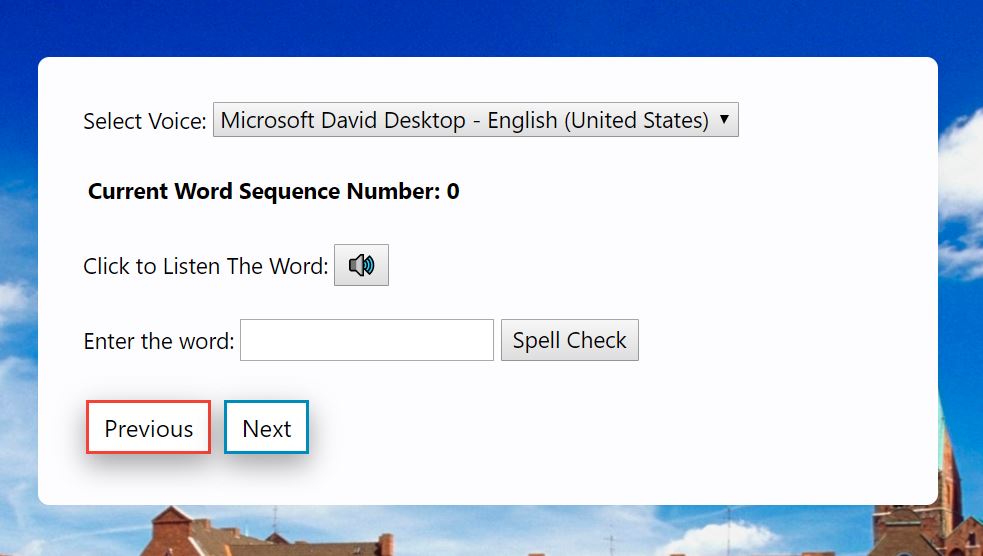 Select Voice: Microsoft David Desktop - English (United States)
Current Word Sequence Number: 0
Click to Listen The Word:
Enter the word: Spell Check
Previous Next